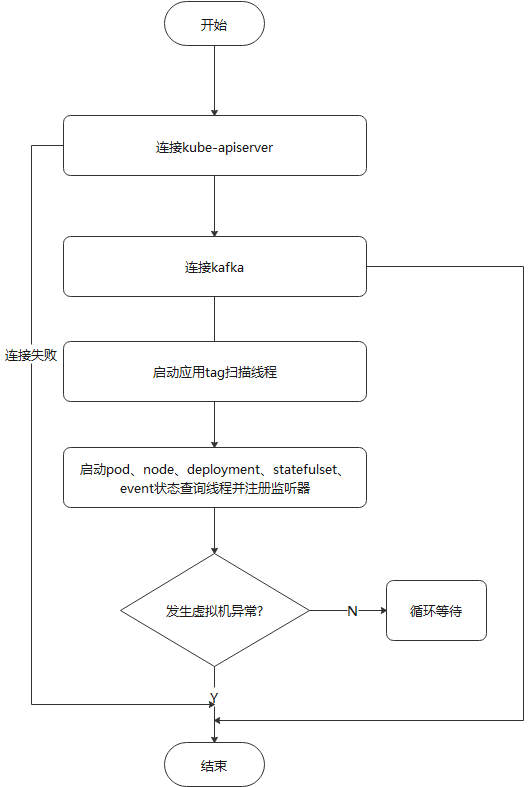 开始
连接kube-apiserver
连接kafka
连接失败
启动应用tag扫描线程
启动pod、node、deployment、statefulset、
event状态查询线程并注册监听器
发生虚拟机异常?
N
循环等待
Y
结束